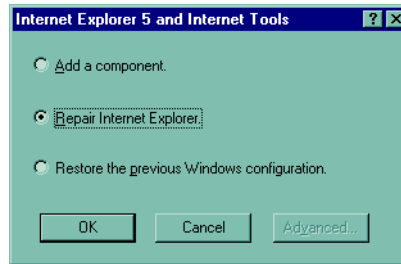 Internet Explorer 5 and Internet Tools
Add a component.
Repair Internet Explorer.
Restore the previous Windows configuration.
OK Cancel Advanced...